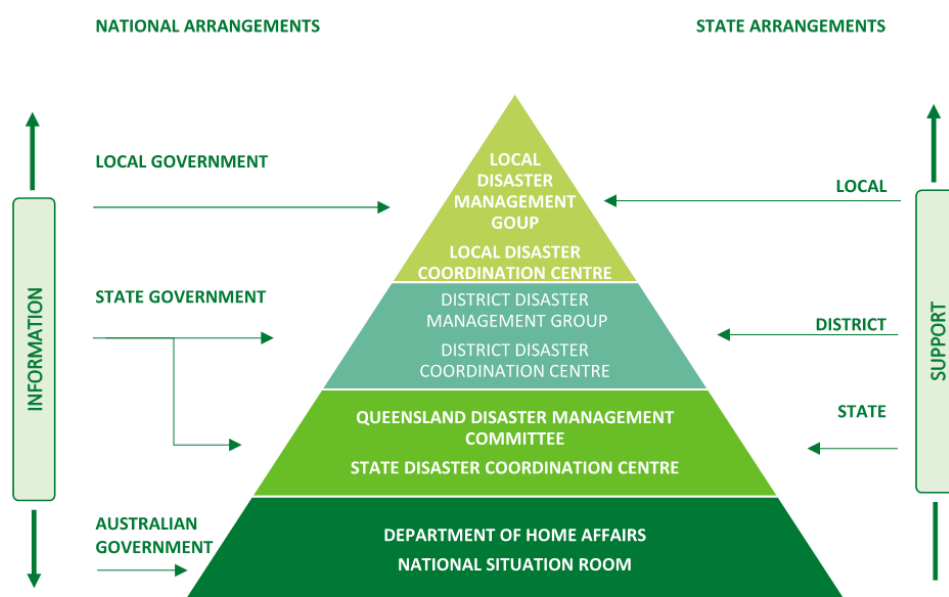 NATIONAL ARRANGEMENTS
STATE ARRANGEMENTS
LOCAL GOVERNMENT
STATE GOVERNMENT
AUSTRALIAN
GOVERNMENT
INFORMATION
LOCAL
DISASTER
MANAGEMENT
GOUP
LOCAL DISASTER
COORDINATION CENTRE
DISTRICT DISASTER
MANAGEMENT GROUP
DISTRICT DISASTER
COORDINATION CENTRE
QUEENSLAND DISASTER MANAGEMENT
COMMITTEE
STATE DISASTER COORDINATION CENTRE
DEPARTMENT OF HOME AFFAIRS
NATIONAL SITUATION ROOM
LOCAL
DISTRICT
STATE
SUPPORT